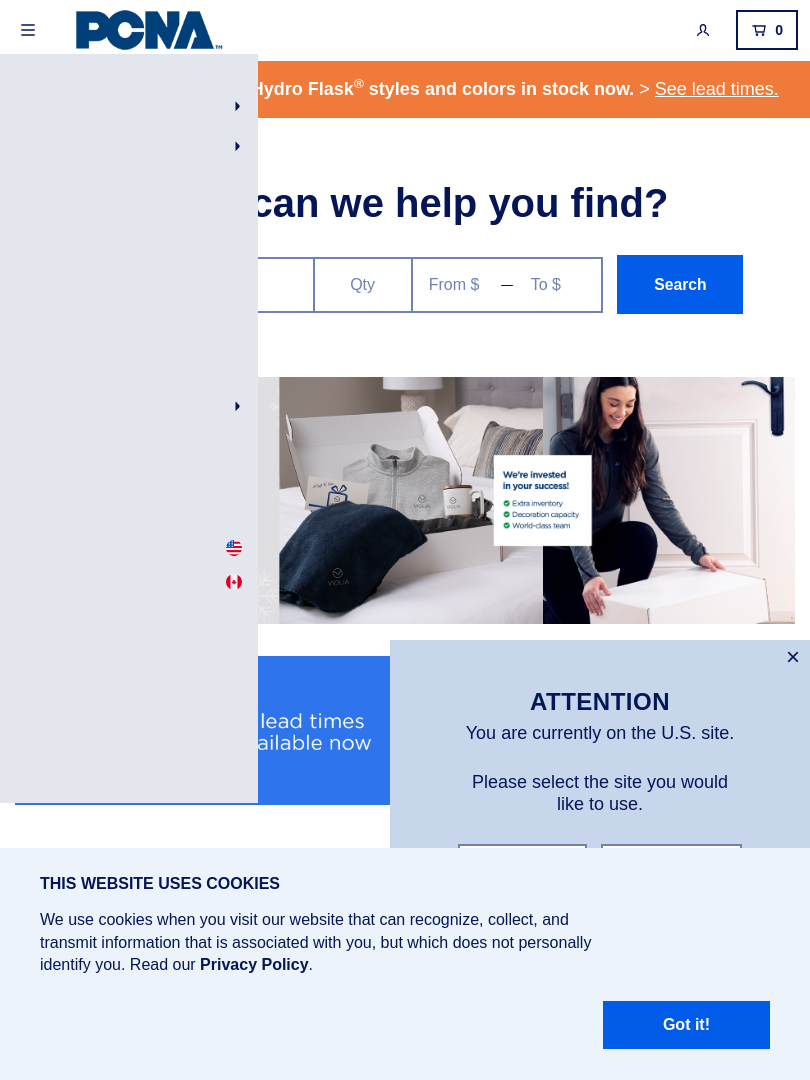 PCNA™
0
Hydro Flask® styles and colors in stock now. > See lead times.
can we help you find?
Qty
From $ — To $
Search
We're invested
in your success!
Extra inventory
Decoration capacity
World-class team
VIOLIA
VIOLIA
VIOLIA
lead times
ailable now
×
ATTENTION
You are currently on the U.S. site.
Please select the site you would
like to use.
THIS WEBSITE USES COOKIES
We use cookies when you visit our website that can recognize, collect, and
transmit information that is associated with you, but which does not personally
identify you. Read our Privacy Policy.
Got it!